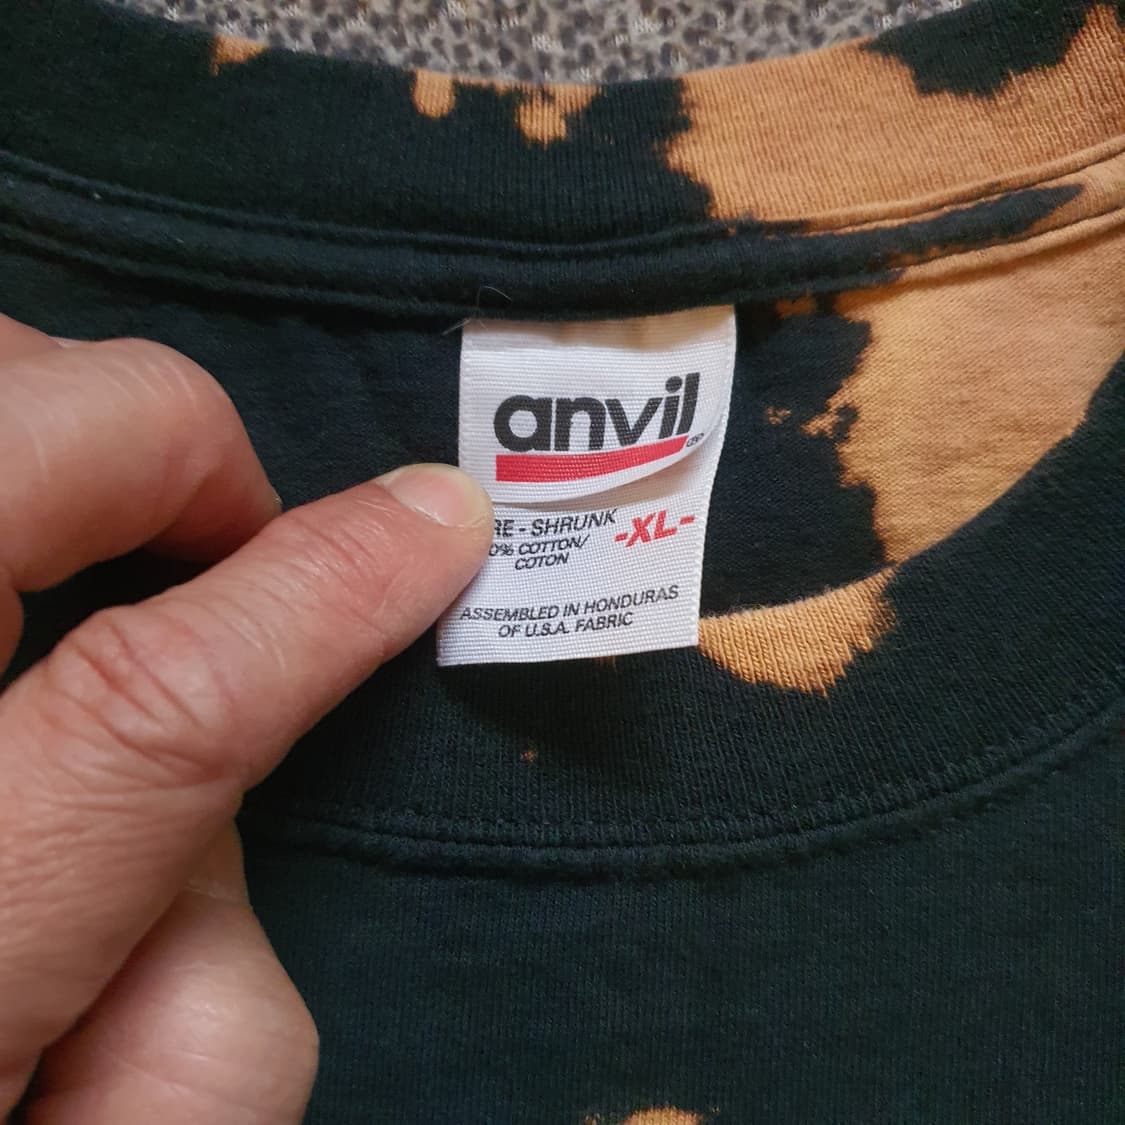 anvil
RE - SHRUNK -XL-
0% COTTON/
COTON
ASSEMBLED IN HONDURAS
OF U.S.A. FABRIC